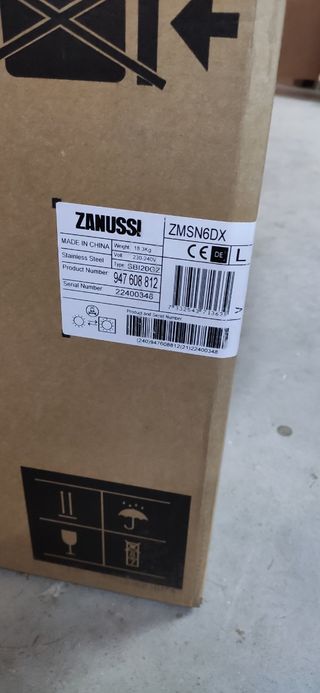 ZANUSSI
ZMSN6DX
MADE IN CHINA
Weight 18.3Kg
Stainless Steel
Volt 230-240V
Type SBI20G2
CE DE L
Product Number
947 608 812
Serial Number
22400348
Product and Serial Number
(240)947608812(21)22400348